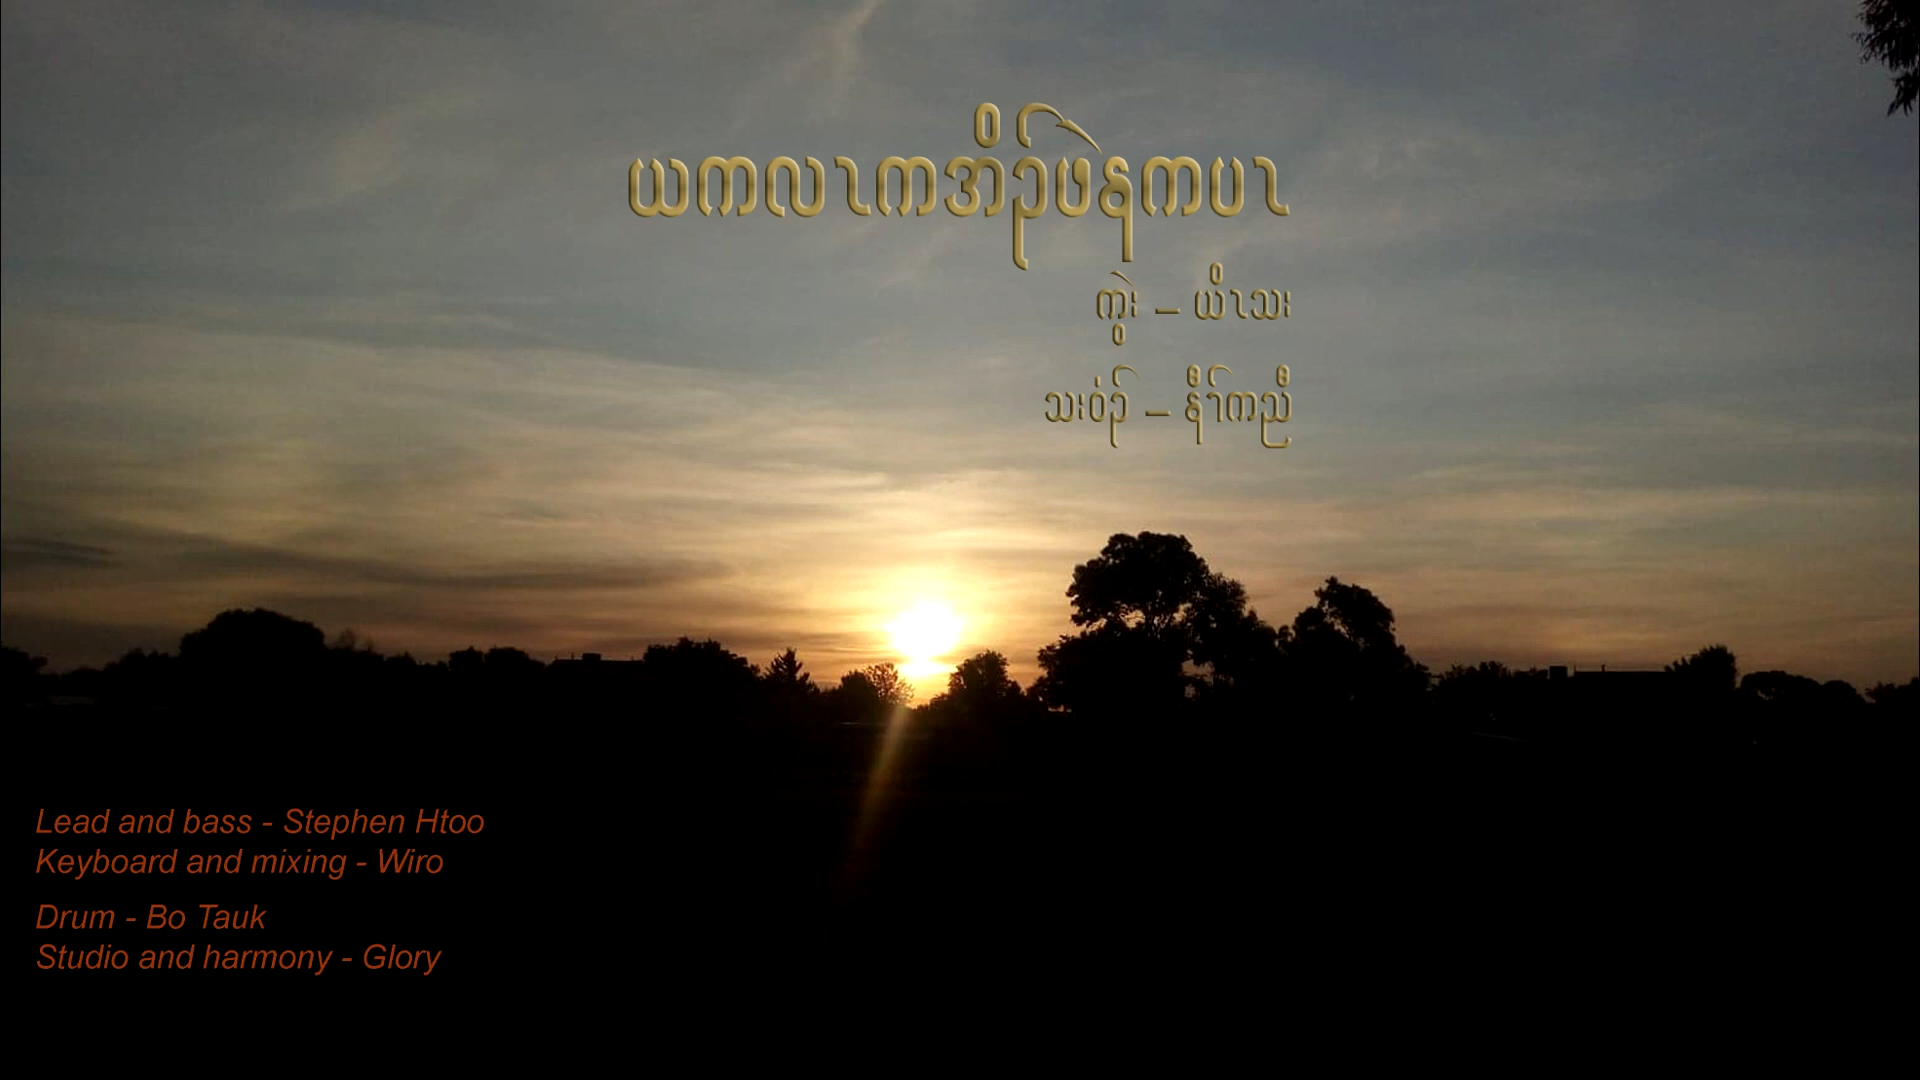 ယကလၢကအိၣ်ဖဲနကပၢ
ကွဲး – ယိၢသး
သးဝံၣ် – နီၢ်ကညီ
Lead and bass - Stephen Htoo
Keyboard and mixing - Wiro
Drum - Bo Tauk
Studio and harmony - Glory